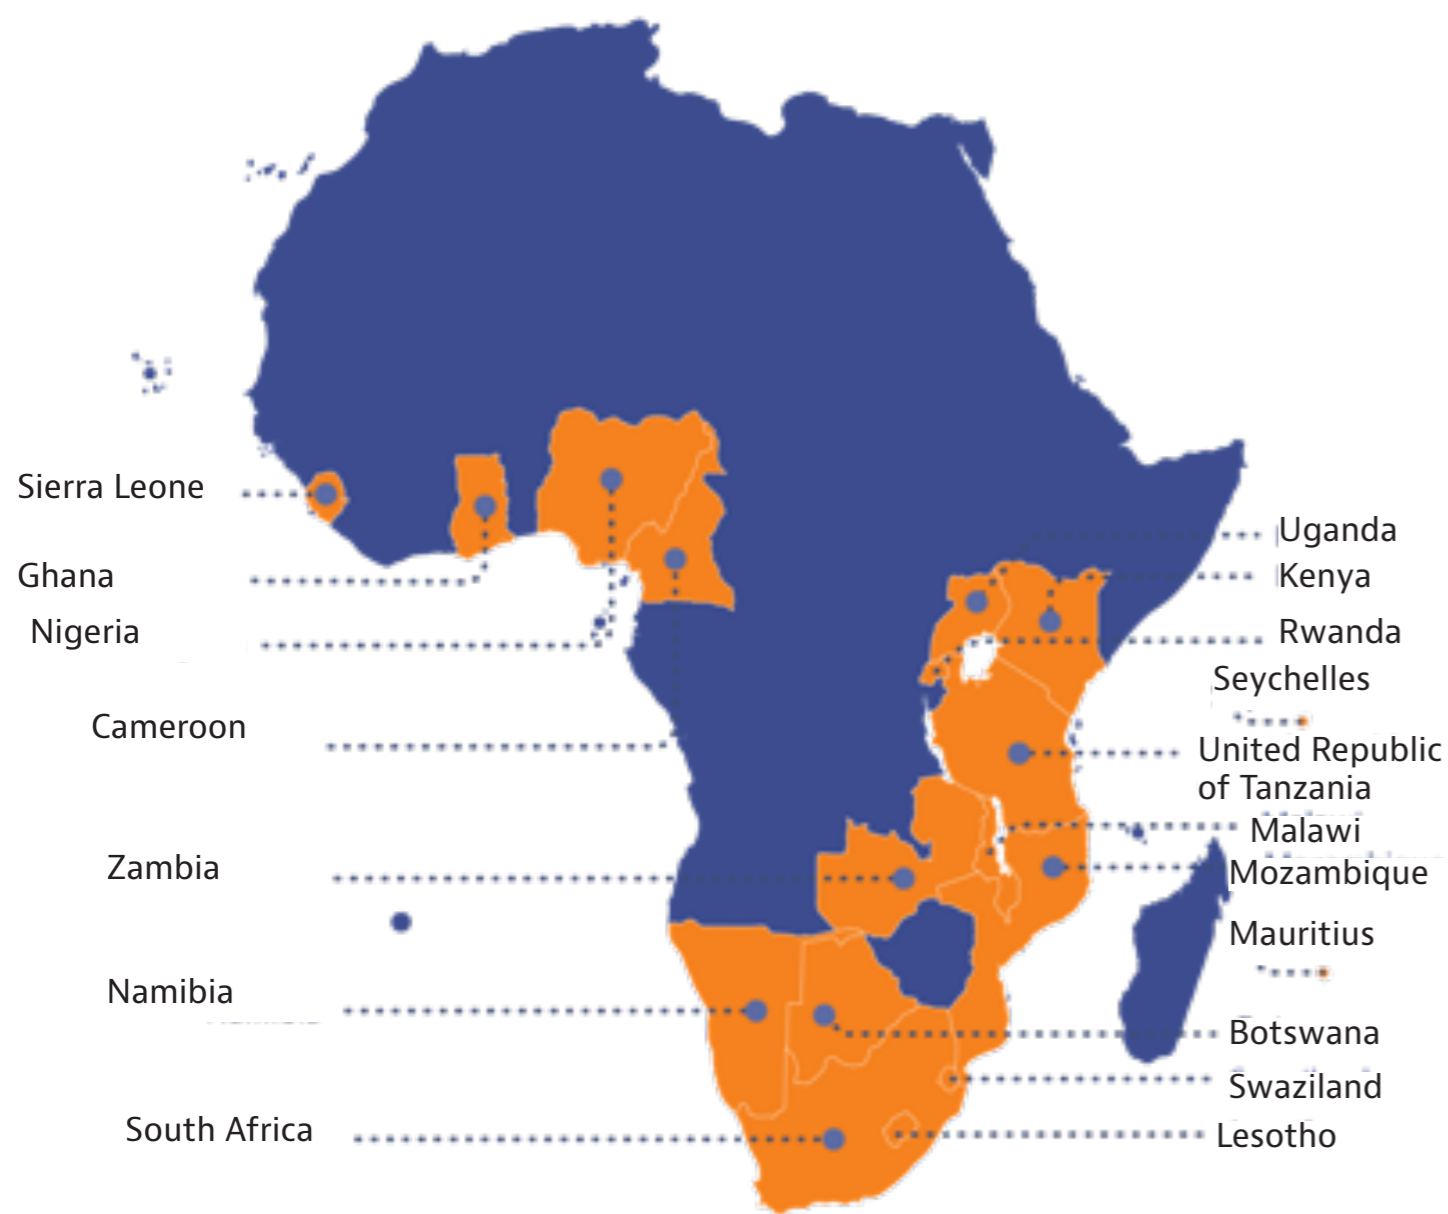 Sierra Leone
Ghana
Nigeria
Cameroon
Zambia
Namibia
South Africa
Uganda
Kenya
Rwanda
Seychelles
United Republic
of Tanzania
Malawi
Mozambique
Mauritius
Botswana
Swaziland
Lesotho